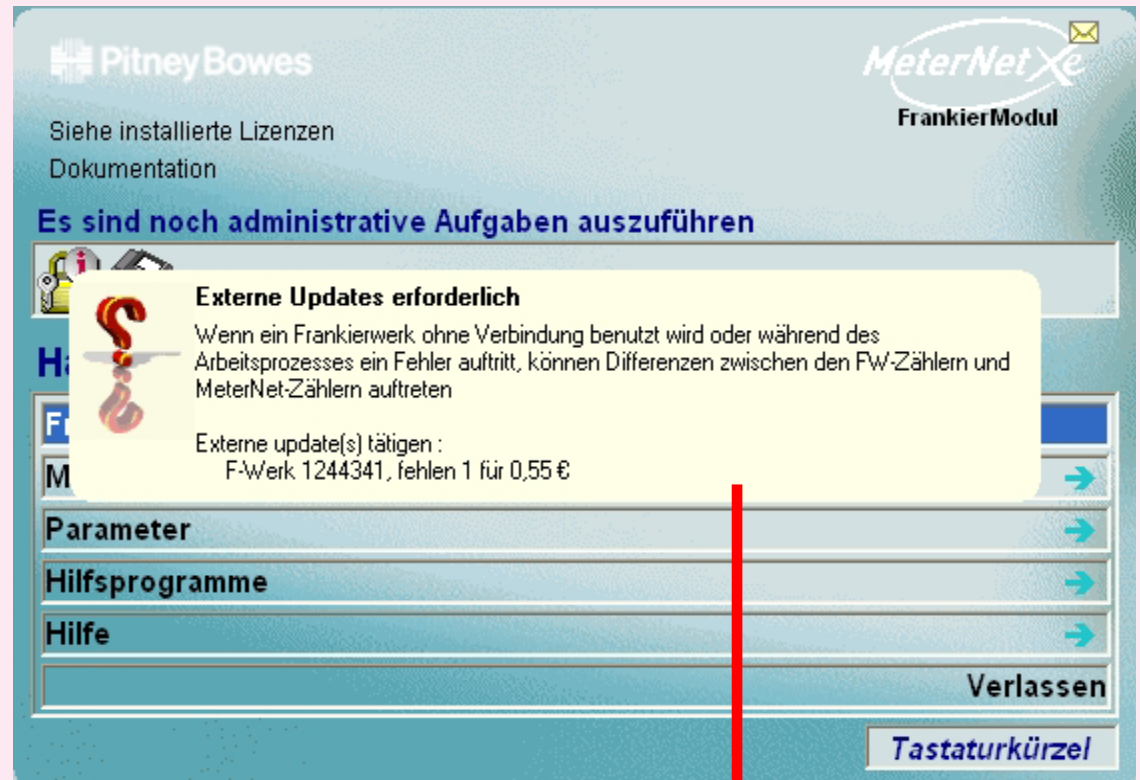 Pitney Bowes
MeterNet Xe
FrankierModul
Siehe installierte Lizenzen
Dokumentation
Es sind noch administrative Aufgaben auszuführen
Externe Updates erforderlich
Wenn ein Frankierwerk ohne Verbindung benutzt wird oder während des
Arbeitsprozesses ein Fehler auftritt, können Differenzen zwischen den FW-Zählern und
MeterNet-Zählern auftreten
Externe update(s) tätigen :
F-Werk 1244341, fehlen 1 für 0,55 €
Parameter
Hilfsprogramme
Hilfe
Verlassen
Tastaturkürzel